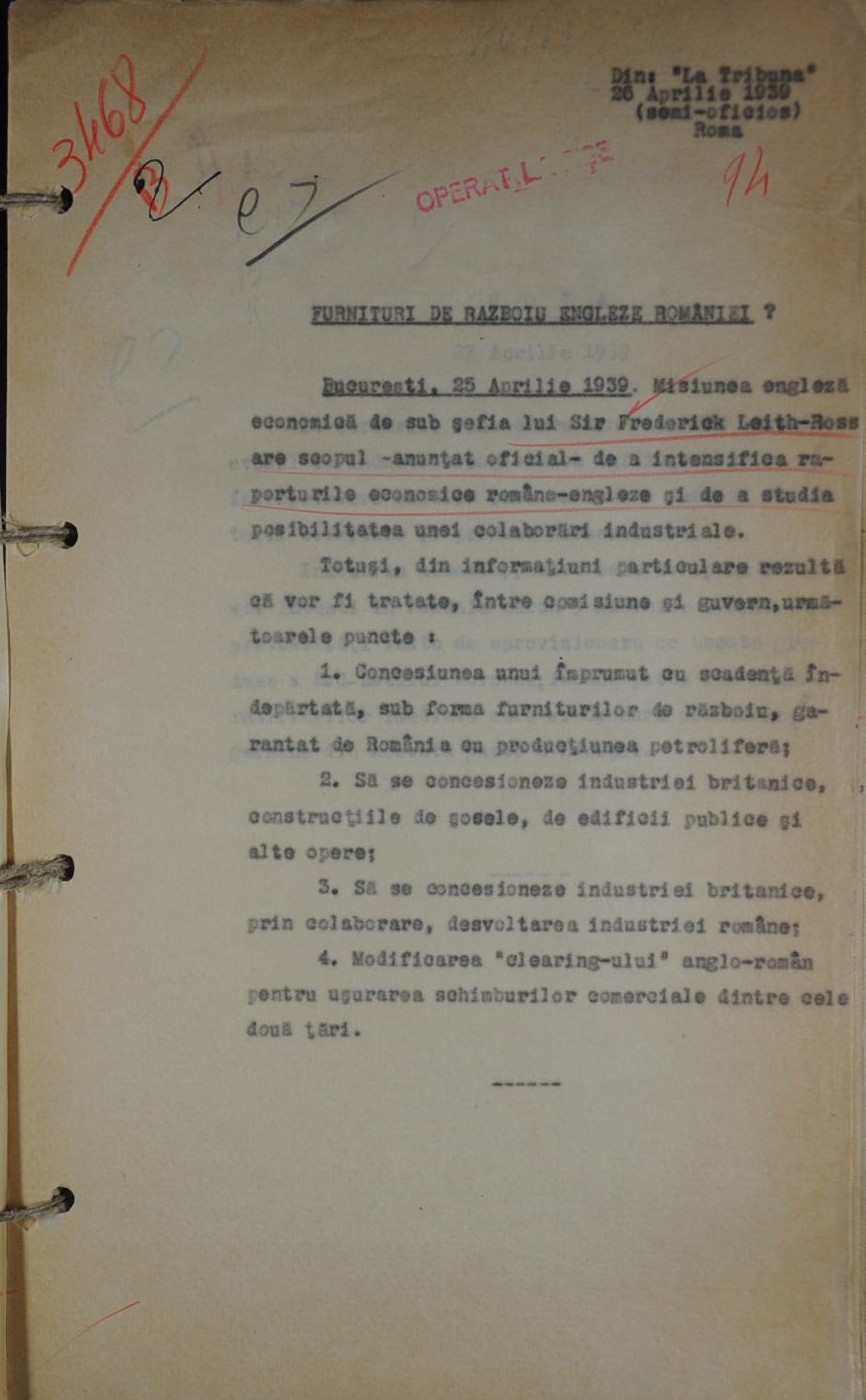 Din: "La Tribuna"
26 Aprilie 1939
(semi-oficios)
Roma
3468
94
FURNITURI DE RAZBOIU ENGLEZE ROMÂNIEI ?
Bucureşti, 25 Aprilie 1939. Misiunea engleză
economică de sub şefia lui Sir Frederick Leith-Ross
are scopul -anunţat oficial- de a intensifica ra-
porturile economice româno-engleze şi de a studia
posibilitatea unei colaborări industriale.
Totuşi, din informaţiuni particulare rezultă
că vor fi tratate, între comisiune şi guvern,urmă-
toarele puncte :
1. Concesiunea unui împrumut cu scadenţă în-
depărtată, sub forma furniturilor de războiu, ga-
rantat de România cu producţiunea petroliferă;
2. Să se concesioneze industriei britanice,
construcţiile de şosele, de edificii publice şi
alte opere;
3. Să se concesioneze industriei britanice,
prin colaborare, desvoltarea industriei române;
4. Modificarea "clearing-ului" anglo-român
pentru uşurarea schimburilor comerciale dintre cele
două ţări.